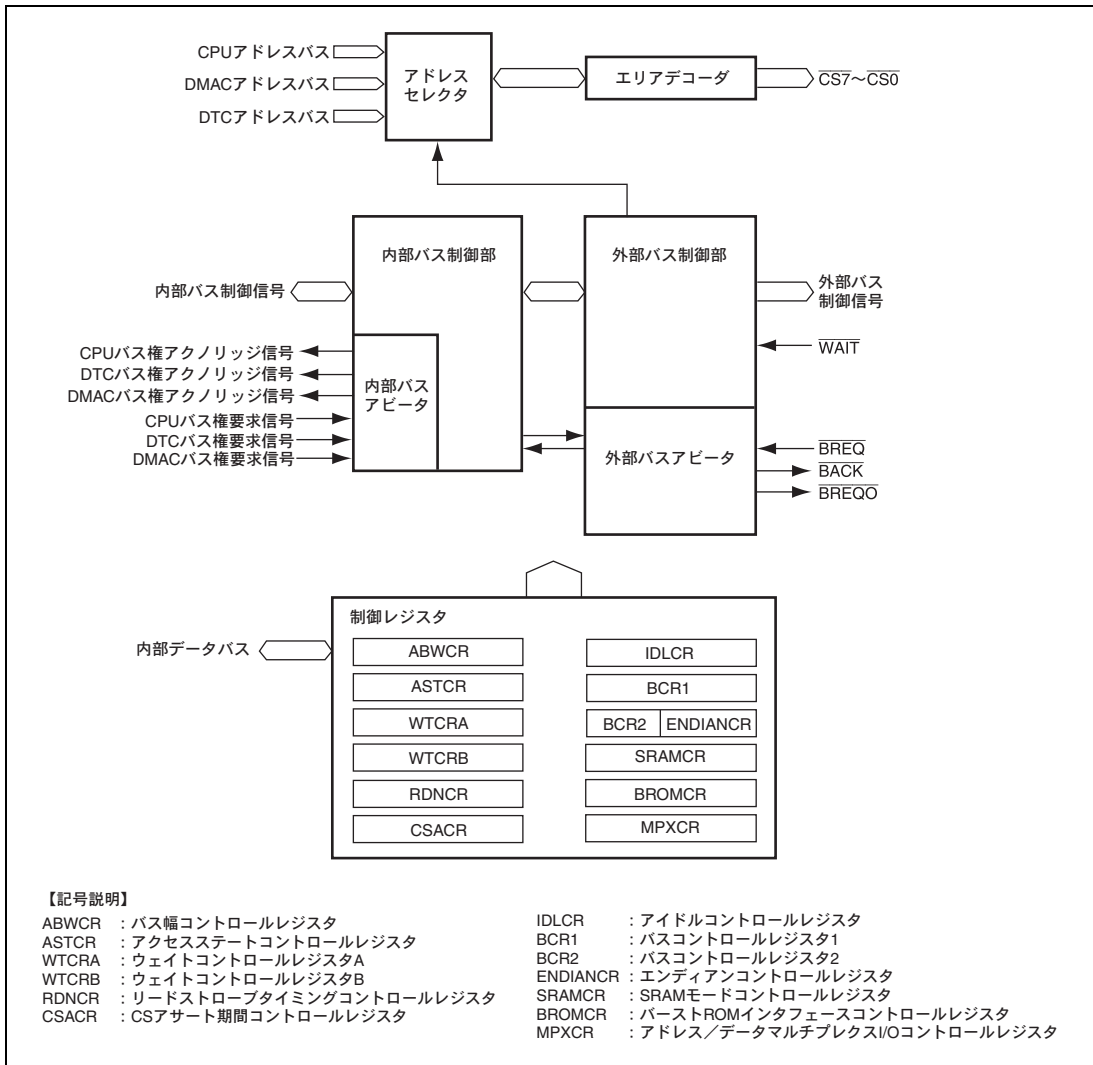 CPUアドレスバス
DMACアドレスバス
DTCアドレスバス
アドレス
セレクタ
エリアデコーダ
CS7～CS0
内部バス制御部
外部バス制御部
内部バス制御信号
外部バス
制御信号
CPUバス権アクノリッジ信号
DTCバス権アクノリッジ信号
DMACバス権アクノリッジ信号
CPUバス権要求信号
DTCバス権要求信号
DMACバス権要求信号
内部バス
アビータ
WAIT
外部バスアビータ
BREQ
BACK
BREQO
制御レジスタ
内部データバス
ABWCR
ASTCR
WTCRA
WTCRB
RDNCR
CSACR
IDLCR
BCR1
BCR2 ENDIANCR
SRAMCR
BROMCR
MPXCR
【記号説明】
ABWCR :バス幅コントロールレジスタ
ASTCR :アクセスステートコントロールレジスタ
WTCRA :ウェイトコントロールレジスタA
WTCRB :ウェイトコントロールレジスタB
RDNCR :リードストローブタイミングコントロールレジスタ
CSACR :CSアサート期間コントロールレジスタ
IDLCR :アイドルコントロールレジスタ
BCR1 :バスコントロールレジスタ1
BCR2 :バスコントロールレジスタ2
ENDIANCR :エンディアンコントロールレジスタ
SRAMCR :SRAMモードコントロールレジスタ
BROMCR :バーストROMインタフェースコントロールレジスタ
MPXCR :アドレス／データマルチプレクスI/Oコントロールレジスタ